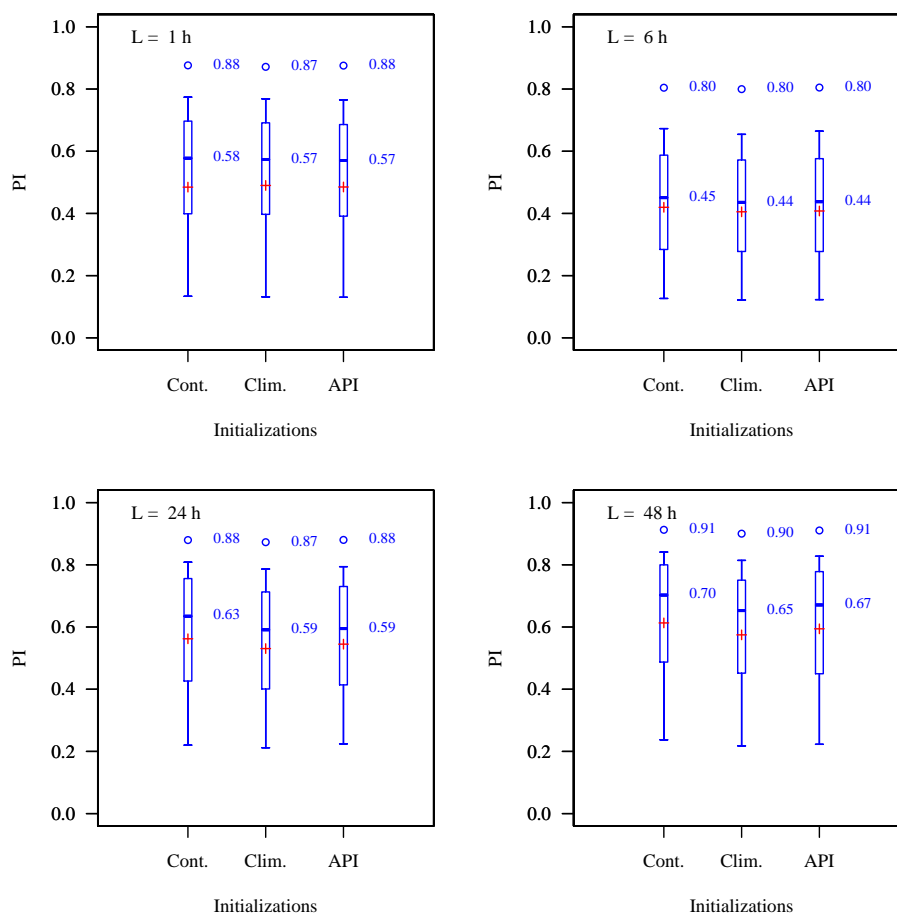 L = 1 h
PI
1.0
0.8
0.6
0.4
0.2
0.0
0.88
0.87
0.88
0.58
0.57
0.57
Cont.
Clim.
API
Initializations
L = 6 h
PI
1.0
0.8
0.6
0.4
0.2
0.0
0.80
0.80
0.80
0.45
0.44
0.44
Cont.
Clim.
API
Initializations
L = 24 h
PI
1.0
0.8
0.6
0.4
0.2
0.0
0.88
0.87
0.88
0.63
0.59
0.59
Cont.
Clim.
API
Initializations
L = 48 h
PI
1.0
0.8
0.6
0.4
0.2
0.0
0.91
0.90
0.91
0.70
0.65
0.67
Cont.
Clim.
API
Initializations